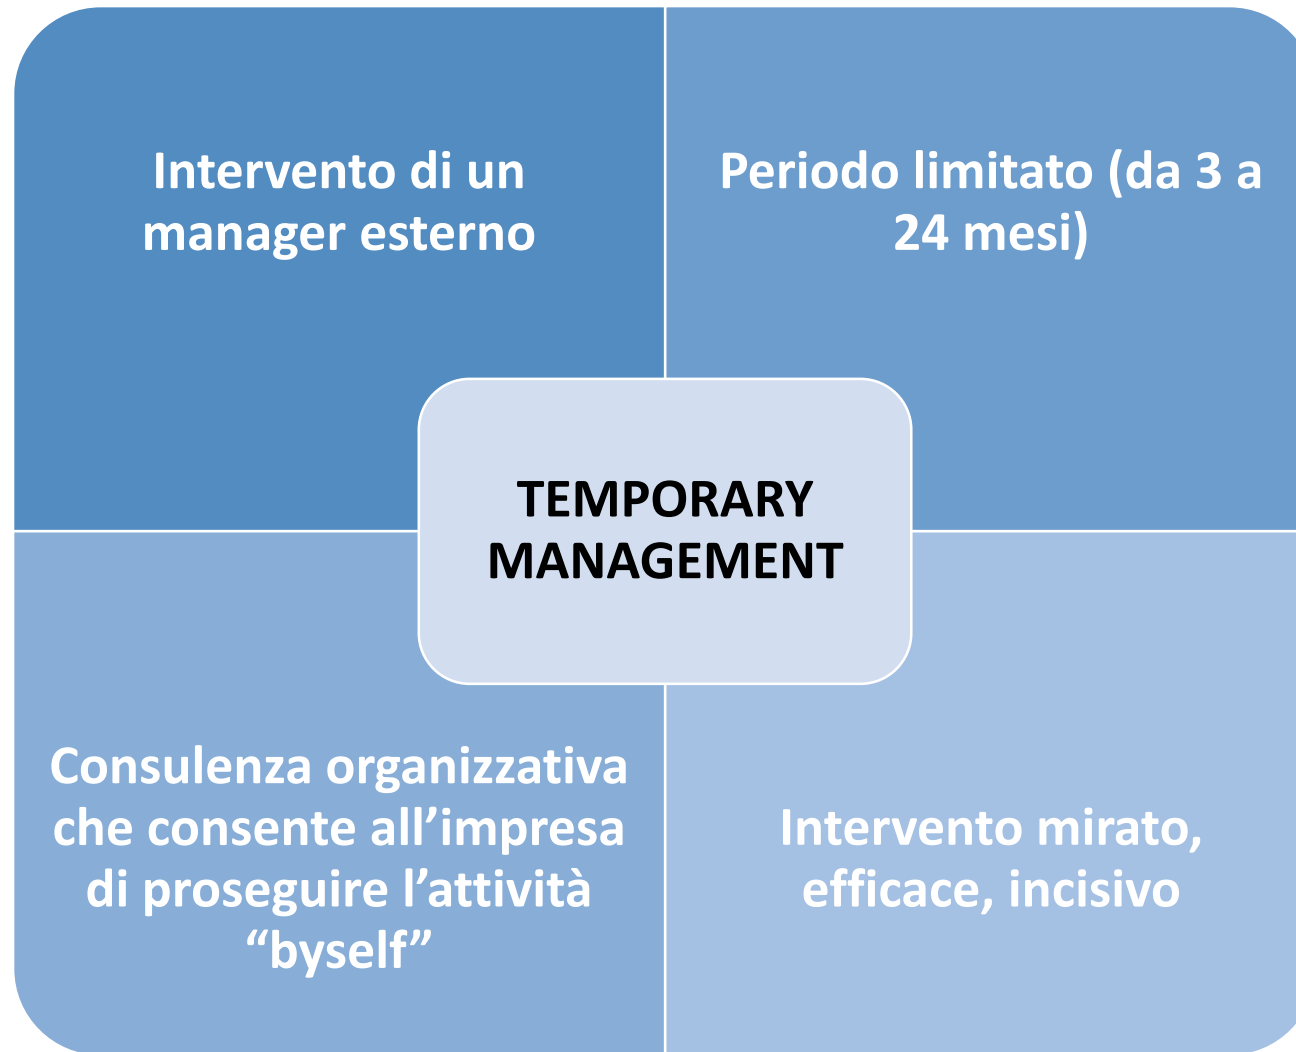 Intervento di un
manager esterno
Periodo limitato (da 3 a
24 mesi)
TEMPORARY
MANAGEMENT
Consulenza organizzativa
che consente all’impresa
di proseguire l’attività
“byself”
Intervento mirato,
efficace, incisivo